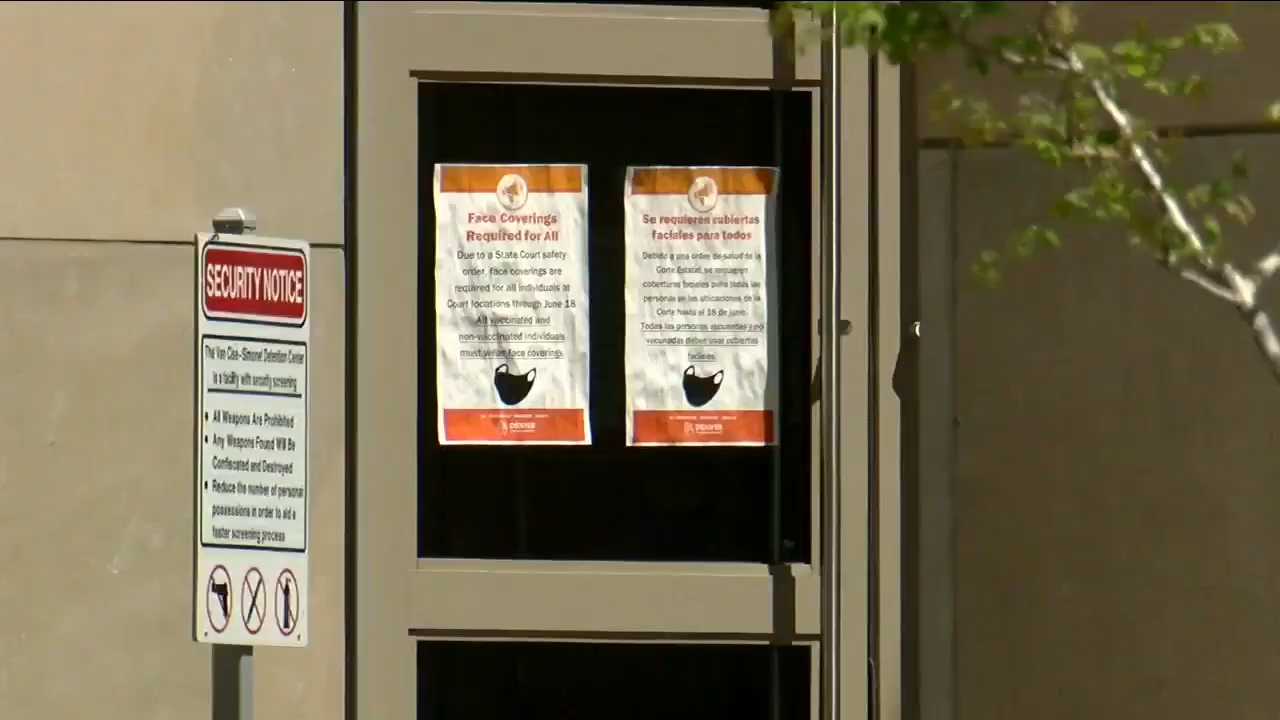 SECURITY NOTICE
The Van Cise-Simonet Detention Center
is a facility with security screening
• All Weapons Are Prohibited
• Any Weapons Found Will Be
Confiscated and Destroyed
• Reduce the number of personal
possessions in order to aid a
faster screening process
Face Coverings
Required for All
Due to a State Court safety
order, face coverings are
required for all individuals at
Court locations through June 18
All vaccinated and
non-vaccinated individuals
must wear face coverings.
DENVER
Se requieren cubiertas
faciales para todos
Debido a una orden de salud de la
Corte Estatal, se requieren
coberturas faciales para todas las
personas en las ubicaciones de la
Corte hasta el 18 de junio.
Todas las personas vacunadas y no
vacunadas deben usar cubiertas
faciales.
DENVER